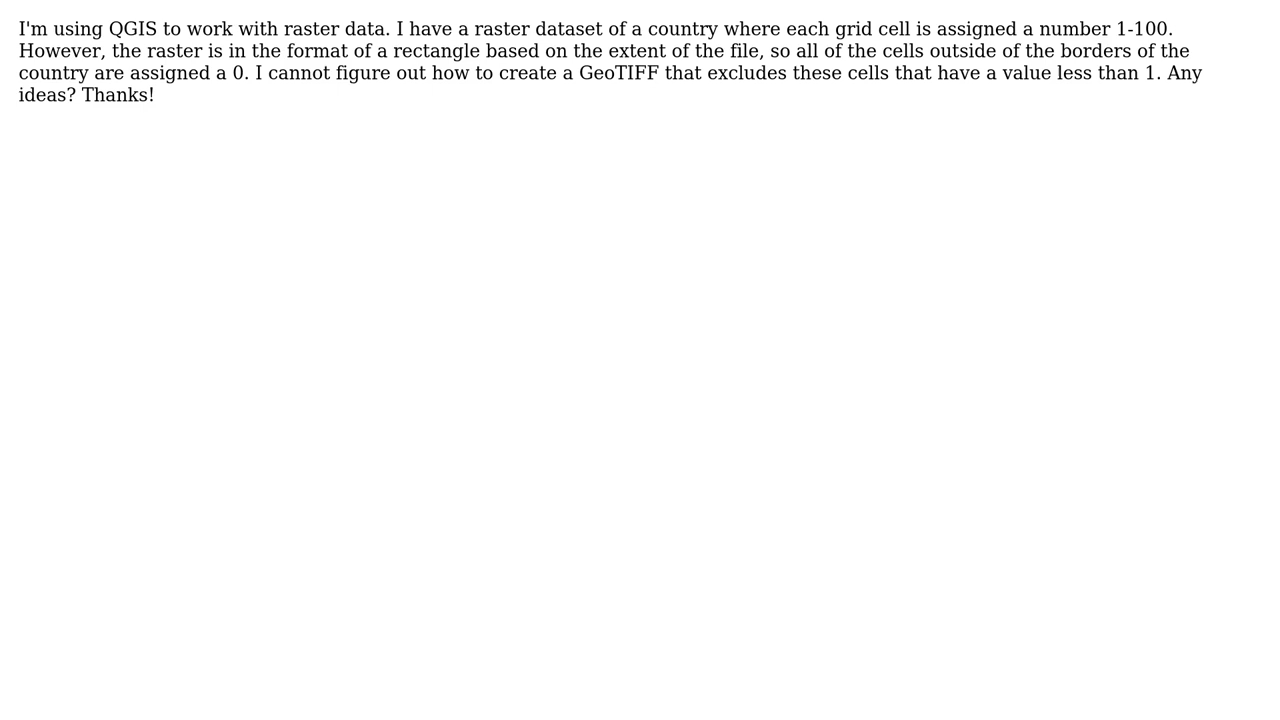 I'm using QGIS to work with raster data. I have a raster dataset of a country where each grid cell is assigned a number 1-100.
However, the raster is in the format of a rectangle based on the extent of the file, so all of the cells outside of the borders of the
country are assigned a 0. I cannot figure out how to create a GeoTIFF that excludes these cells that have a value less than 1. Any
ideas? Thanks!